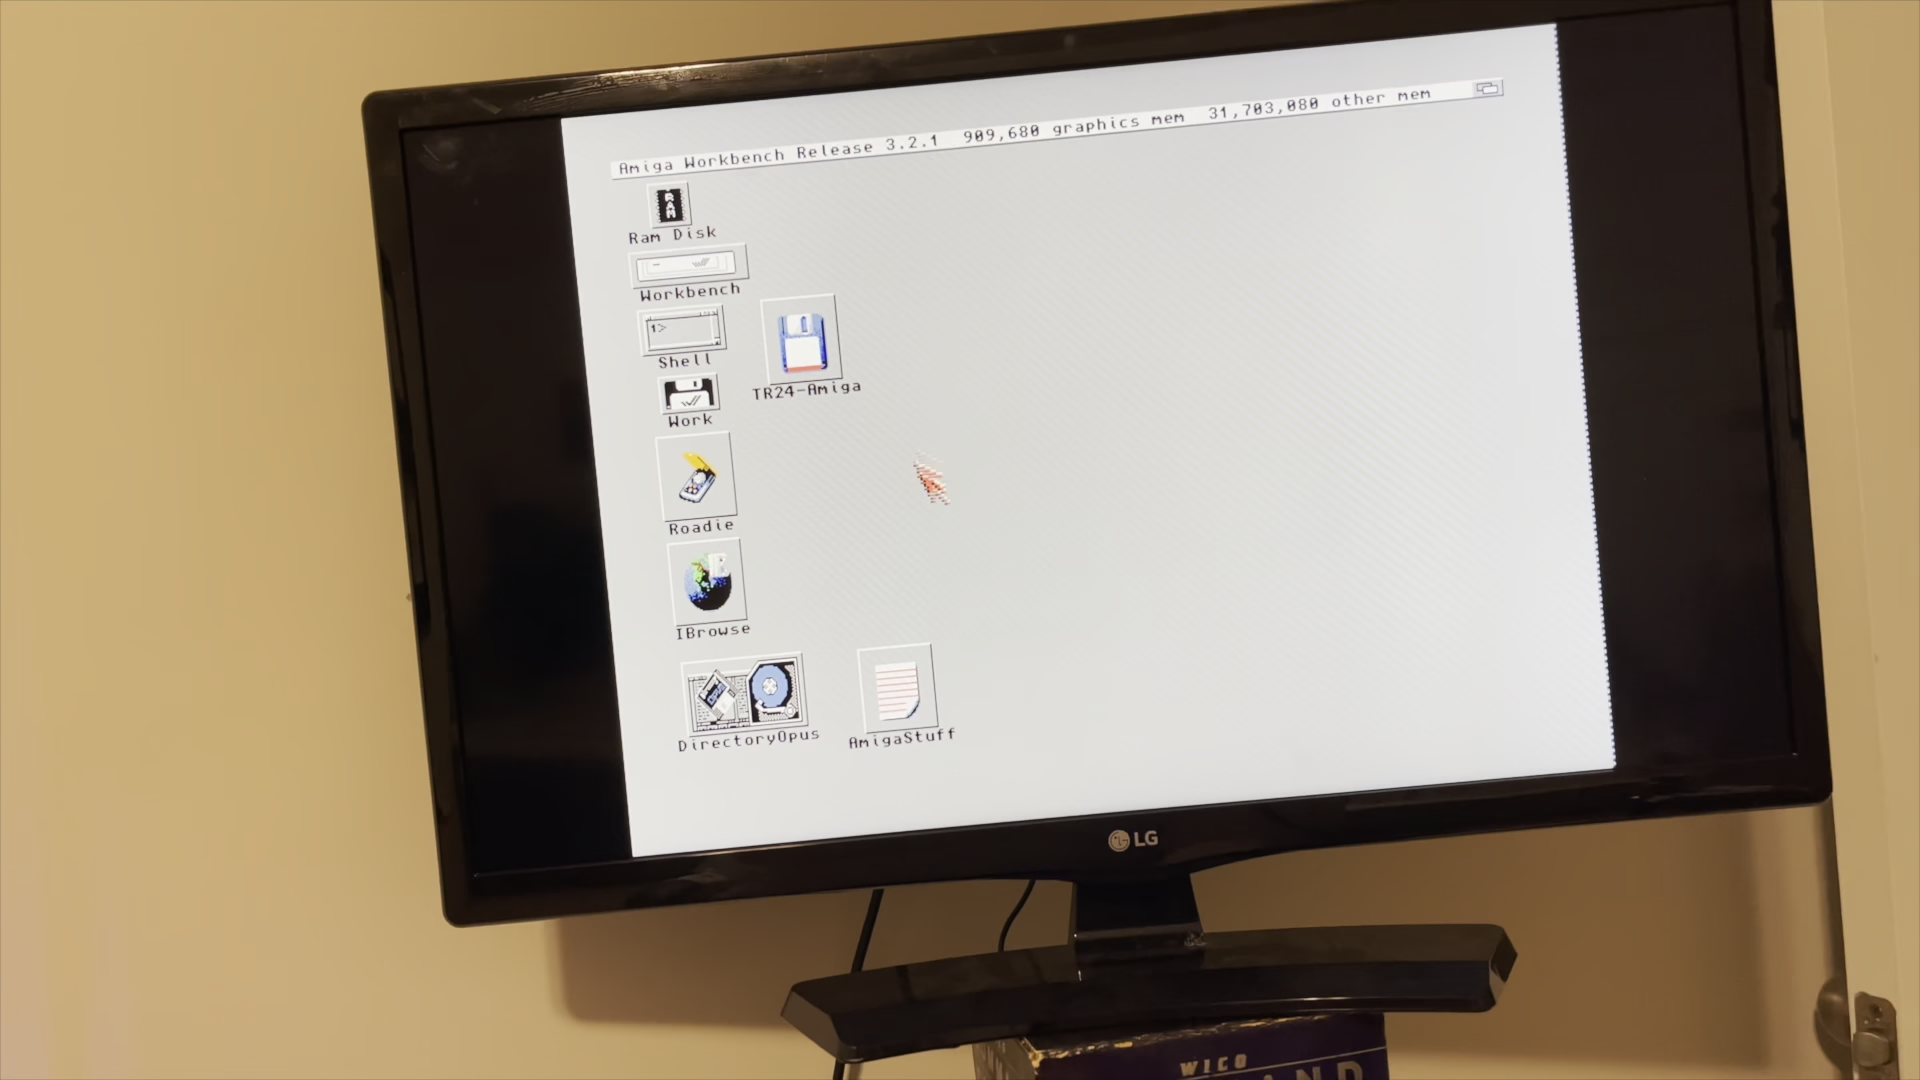 Amiga Workbench Release 3.2.1  909,680 graphics mem  31,703,080 other mem
RAM
Ram Disk
Workbench
1>
Shell
TR24-Amiga
Work
Roadie
IBrowse
DirectoryOpus
AmigaStuff
LG
WICO